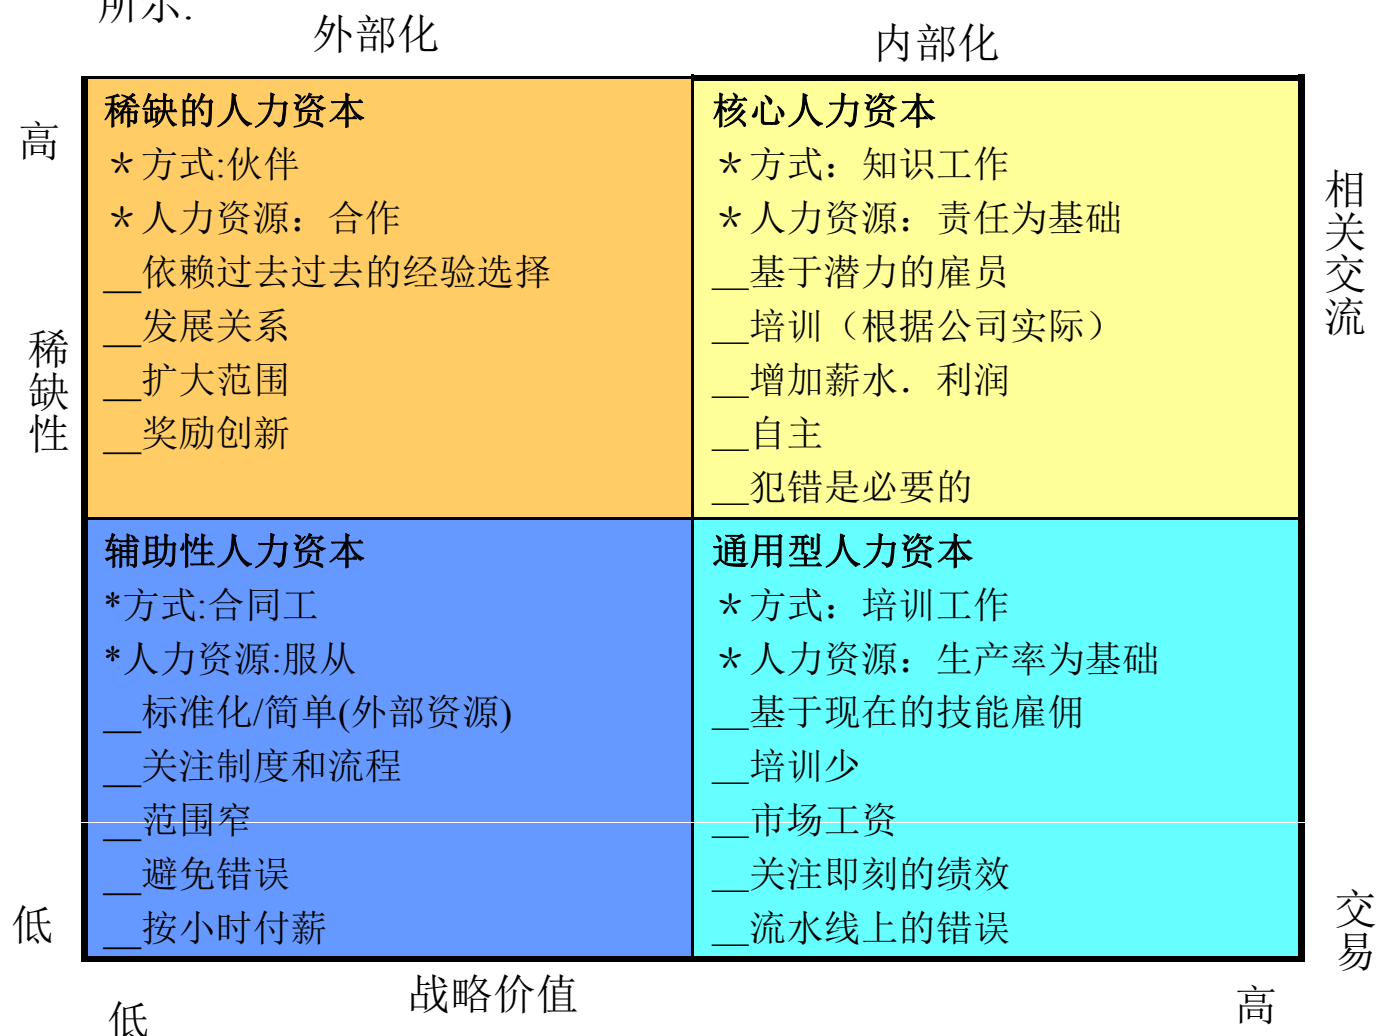 所示.
外部化
内部化
高
稀缺的人力资本
＊方式:伙伴
＊人力资源：合作
__依赖过去过去的经验选择
__发展关系
__扩大范围
__奖励创新
核心人力资本
＊方式：知识工作
＊人力资源：责任为基础
__基于潜力的雇员
__培训（根据公司实际）
__增加薪水．利润
__自主
__犯错是必要的
相关交流
稀缺性
辅助性人力资本
*方式:合同工
*人力资源:服从
__标准化/简单(外部资源)
__关注制度和流程
__范围窄
__避免错误
__按小时付薪
通用型人力资本
＊方式：培训工作
＊人力资源：生产率为基础
__基于现在的技能雇佣
__培训少
__市场工资
__关注即刻的绩效
__流水线上的错误
低
交易
低
战略价值
高